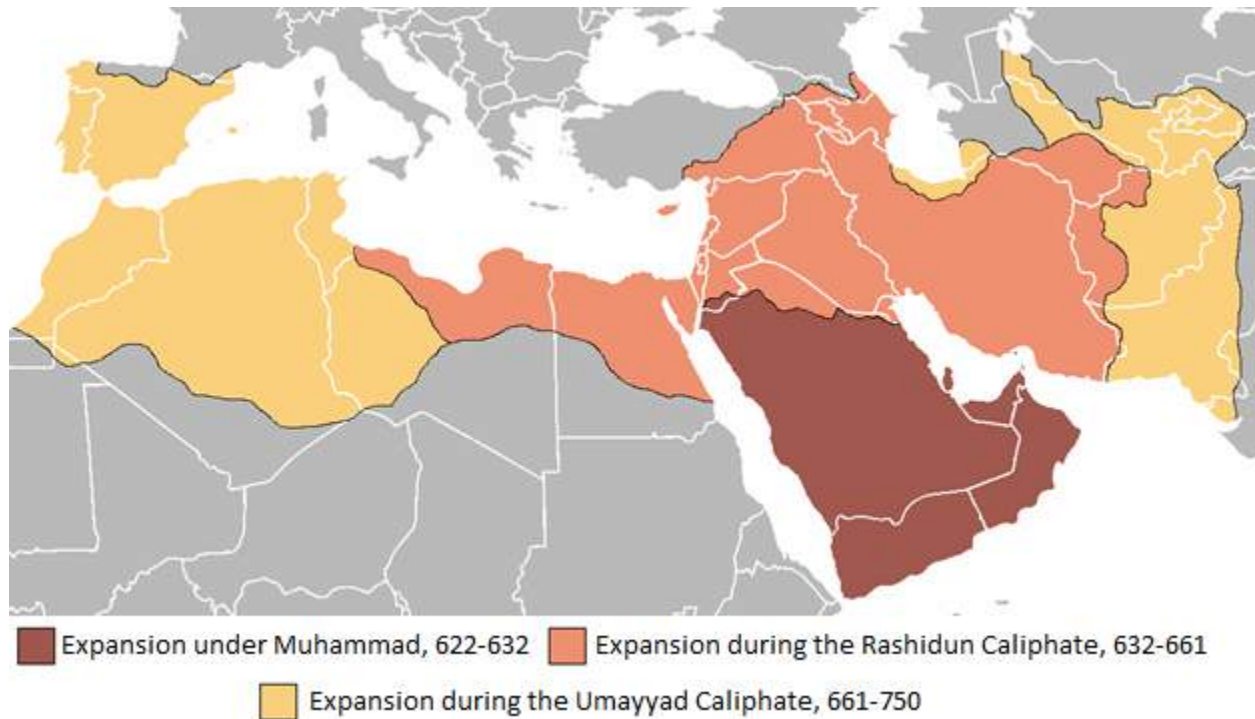 Expansion under Muhammad, 622-632 Expansion during the Rashidun Caliphate, 632-661
Expansion during the Umayyad Caliphate, 661-750